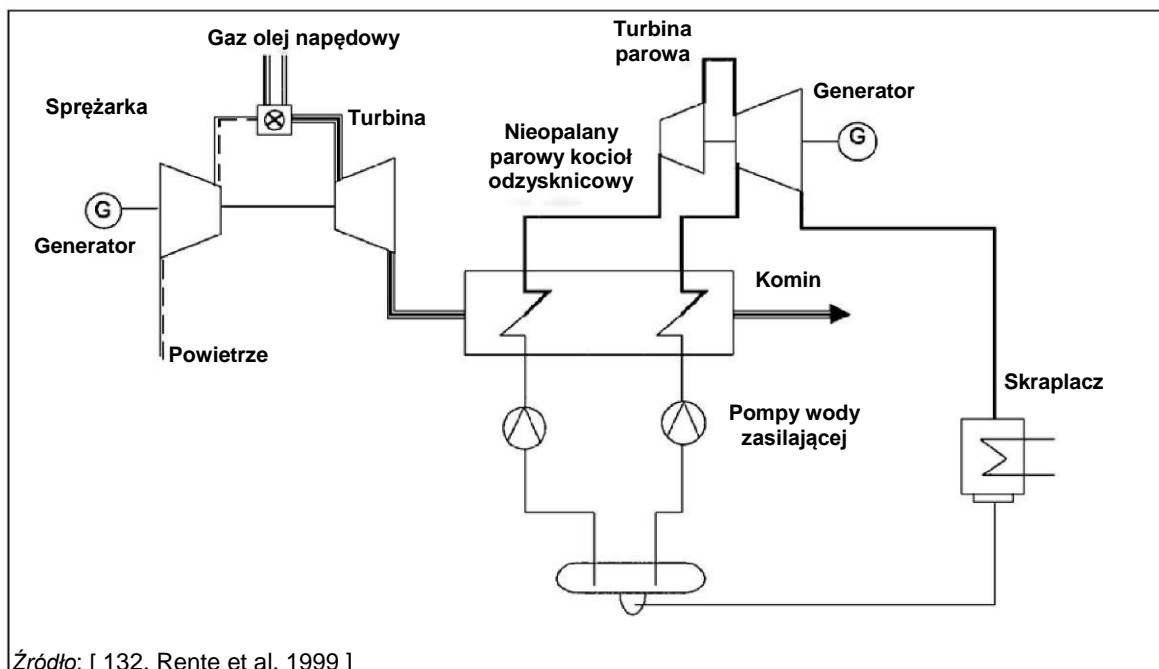 Gaz olej napędowy
Sprężarka
Turbina
Generator
G
Powietrze
Turbina
parowa
Generator
G
Nieopalany
parowy kocioł
odzysknicowy
Komin
Skraplacz
Pompy wody
zasilającej
Źródło: [ 132, Rente et al. 1999 ]